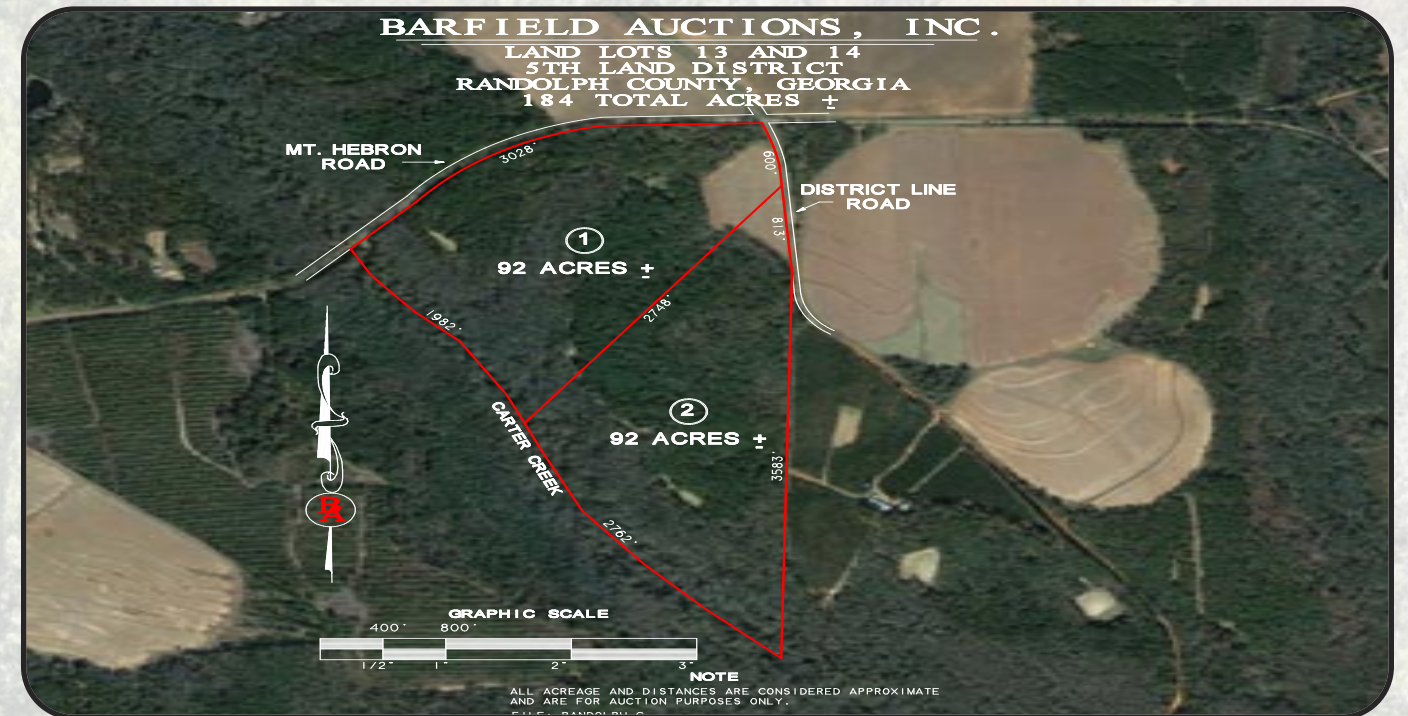 BARFIELD AUCTIONS, INC.
LAND LOTS 13 AND 14
5TH LAND DISTRICT
RANDOLPH COUNTY, GEORGIA
184 TOTAL ACRES ±
MT. HEBRON
ROAD
3028'
600'
DISTRICT LINE
ROAD
813'
1
92 ACRES ±
1982'
2748'
CARTER CREEK
2
92 ACRES ±
3583'
2762'
BA
GRAPHIC SCALE
400' 800'
1/2" 1" 2" 3"
NOTE
ALL ACREAGE AND DISTANCES ARE CONSIDERED APPROXIMATE
AND ARE FOR AUCTION PURPOSES ONLY.
FILE: RANDOLPH